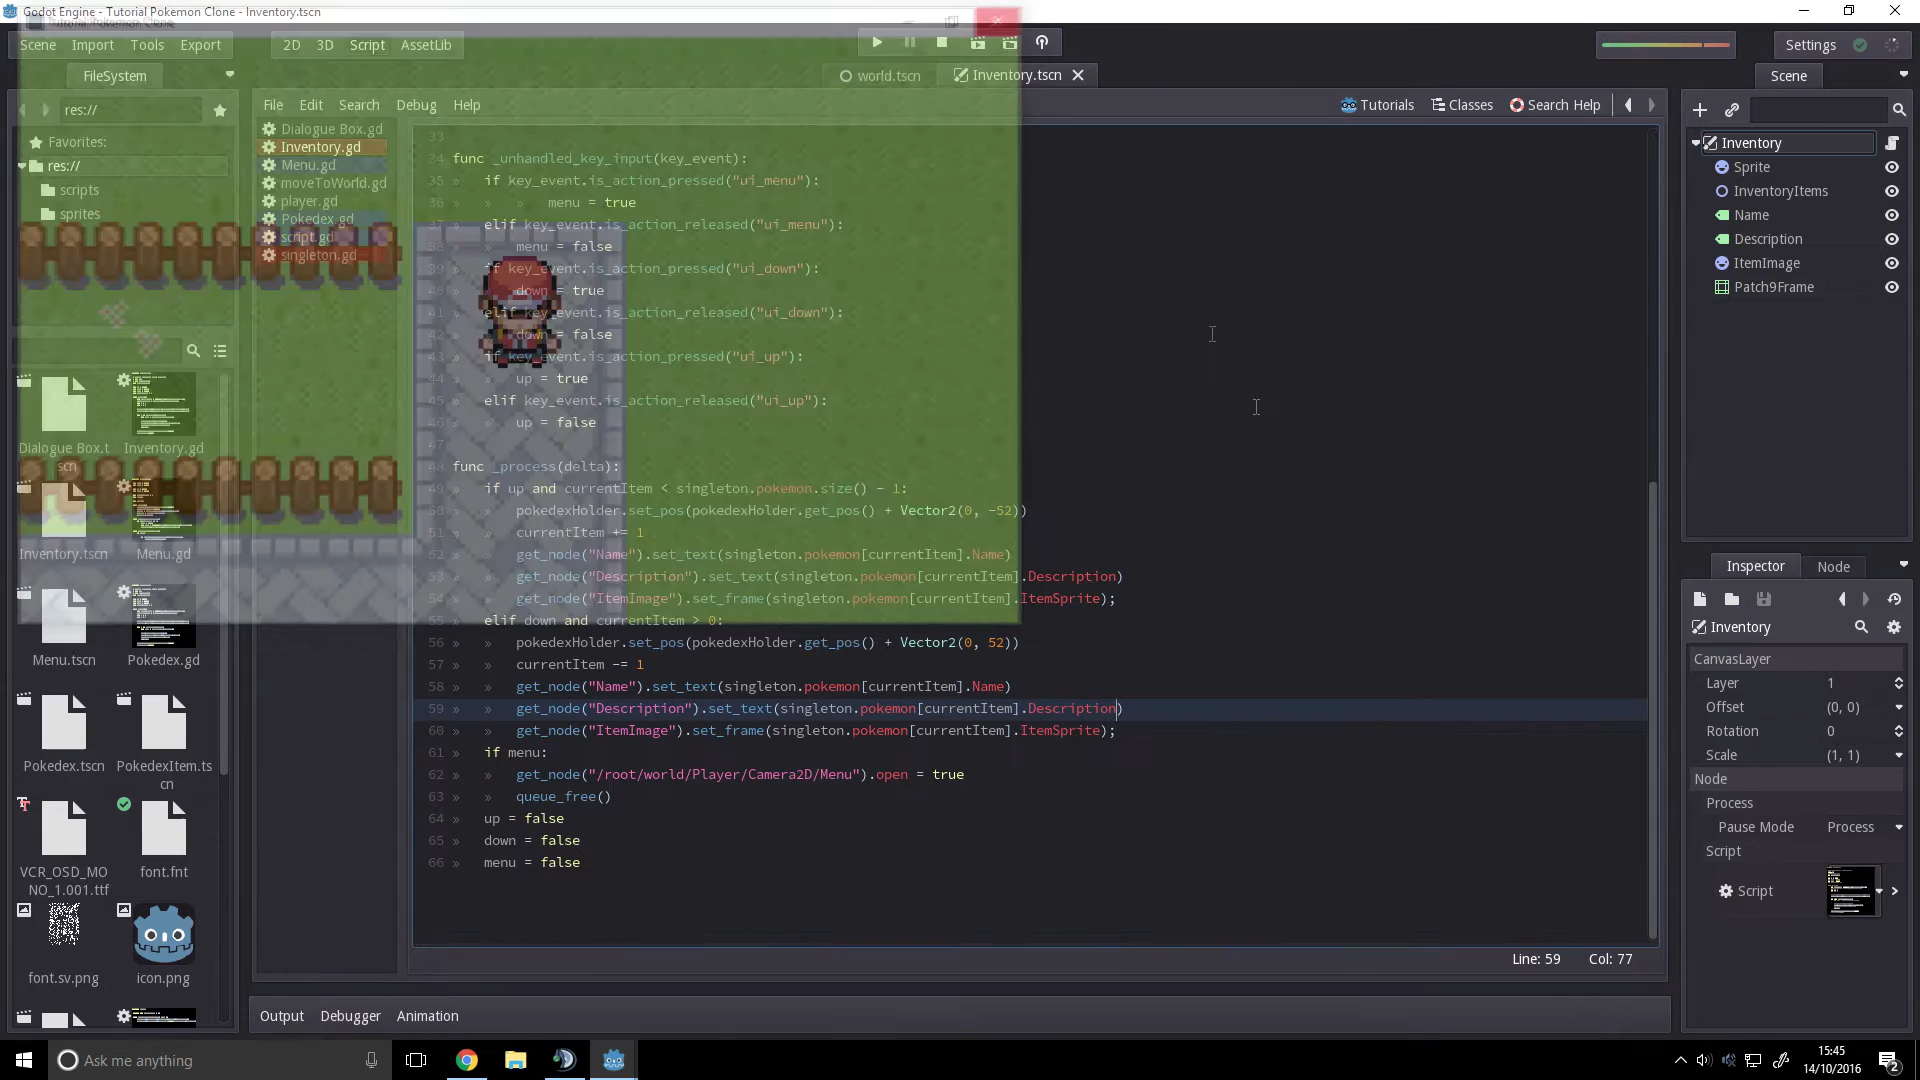 Godot Engine - Tutorial Pokemon Clone - Inventory.tscn
Tutorial Pokemon Clone
Scene Import Tools Export 2D 3D Script AssetLib Settings
FileSystem world.tscn Inventory.tscn Scene
res:// File Edit Search Debug Help Tutorials Classes Search Help
Favorites:
res://
scripts
sprites
Dialogue Box.gd
Inventory.gd
Menu.gd
moveToWorld.gd
player.gd
Pokedex.gd
script.gd
singleton.gd
Dialogue Box.tscn
Inventory.gd
Inventory.tscn
Menu.gd
Menu.tscn
Pokedex.gd
Pokedex.tscn
PokedexItem.tscn
VCR_OSD_MONO_1.001.ttf
font.fnt
font.sv.png
icon.png
33
34 func _unhandled_key_input(key_event):
35 » if key_event.is_action_pressed("ui_menu"):
36 » » » menu = true
37 » elif key_event.is_action_released("ui_menu"):
38 » » menu = false
39 » if key_event.is_action_pressed("ui_down"):
40 » » down = true
41 » elif key_event.is_action_released("ui_down"):
42 » » down = false
43 » if key_event.is_action_pressed("ui_up"):
44 » » up = true
45 » elif key_event.is_action_released("ui_up"):
46 » » up = false
47
48 func _process(delta):
49 » if up and currentItem < singleton.pokemon.size() - 1:
50 » » pokedexHolder.set_pos(pokedexHolder.get_pos() + Vector2(0, -52))
51 » » currentItem += 1
52 » » get_node("Name").set_text(singleton.pokemon[currentItem].Name)
53 » » get_node("Description").set_text(singleton.pokemon[currentItem].Description)
54 » » get_node("ItemImage").set_frame(singleton.pokemon[currentItem].ItemSprite);
55 » elif down and currentItem > 0:
56 » » pokedexHolder.set_pos(pokedexHolder.get_pos() + Vector2(0, 52))
57 » » currentItem -= 1
58 » » get_node("Name").set_text(singleton.pokemon[currentItem].Name)
59 » » get_node("Description").set_text(singleton.pokemon[currentItem].Description)
60 » » get_node("ItemImage").set_frame(singleton.pokemon[currentItem].ItemSprite);
61 » if menu:
62 » » get_node("/root/world/Player/Camera2D/Menu").open = true
63 » » queue_free()
64 » up = false
65 » down = false
66 » menu = false
Line: 59 Col: 77
Output Debugger Animation
Inventory
Sprite
InventoryItems
Name
Description
ItemImage
Patch9Frame
Inspector Node
Inventory
CanvasLayer
Layer 1
Offset (0, 0)
Rotation 0
Scale (1, 1)
Node
Process
Pause Mode Process
Script
Script
Ask me anything
15:45
14/10/2016
2